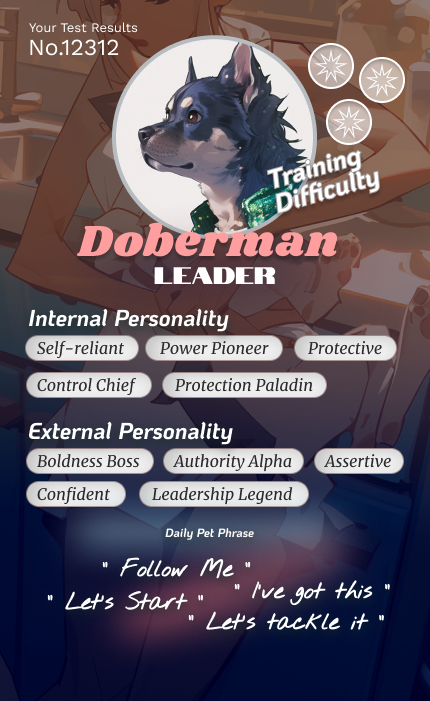 Your Test Results
No.12312
Training
Difficulty
Doberman
LEADER
Internal Personality
Self-reliant Power Pioneer Protective
Control Chief Protection Paladin
External Personality
Boldness Boss Authority Alpha Assertive
Confident Leadership Legend
Daily Pet Phrase
" Follow Me "
" I've got this "
" Let's Start "
" Let's tackle it "